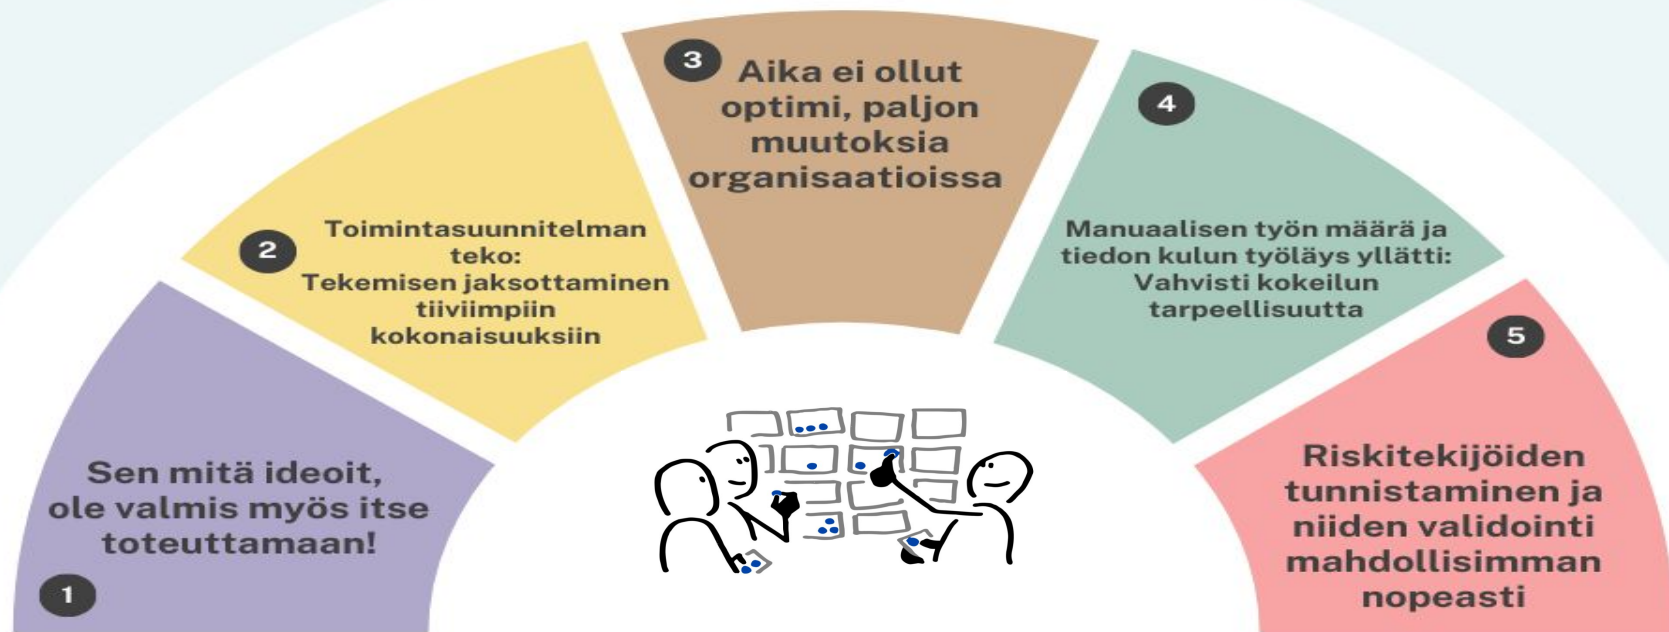 1
Sen mitä ideoit,
ole valmis myös itse
toteuttamaan!
2
Toimintasuunnitelman
teko:
Tekemisen jaksottaminen
tiiviimpiin
kokonaisuuksiin
3
Aika ei ollut
optimi, paljon
muutoksia
organisaatioissa
4
Manuaalisen työn määrä ja
tiedon kulun työläys yllätti:
Vahvisti kokeilun
tarpeellisuutta
5
Riskitekijöiden
tunnistaminen ja
niiden validointi
mahdollisimman
nopeasti